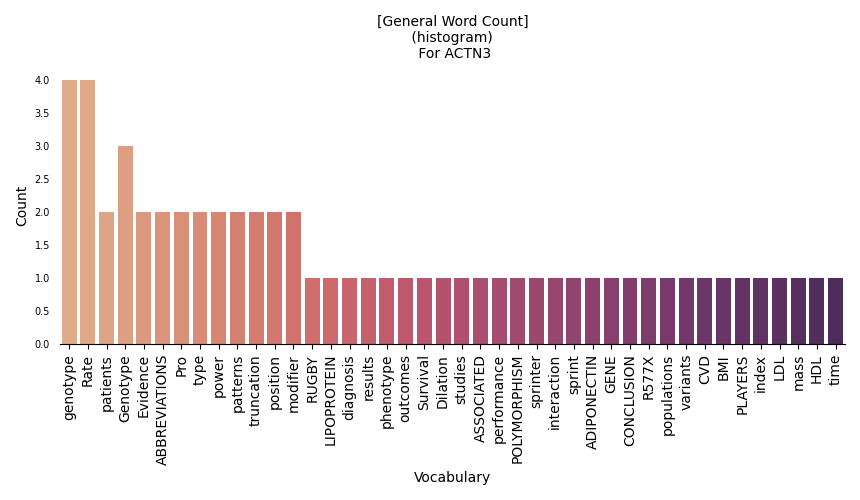 [General Word Count]
(histogram)
For ACTN3
Count
4.0
3.5
3.0
2.5
2.0
1.5
1.0
0.5
0.0
genotype
Rate
patients
Genotype
Evidence
ABBREVIATIONS
Pro
type
power
patterns
truncation
position
modifier
RUGBY
LIPOPROTEIN
diagnosis
results
phenotype
outcomes
Survival
Dilation
studies
ASSOCIATED
performance
POLYMORPHISM
sprinter
interaction
sprint
ADIPONECTIN
GENE
CONCLUSION
R577X
populations
variants
CVD
BMI
PLAYERS
index
LDL
mass
HDL
time
Vocabulary